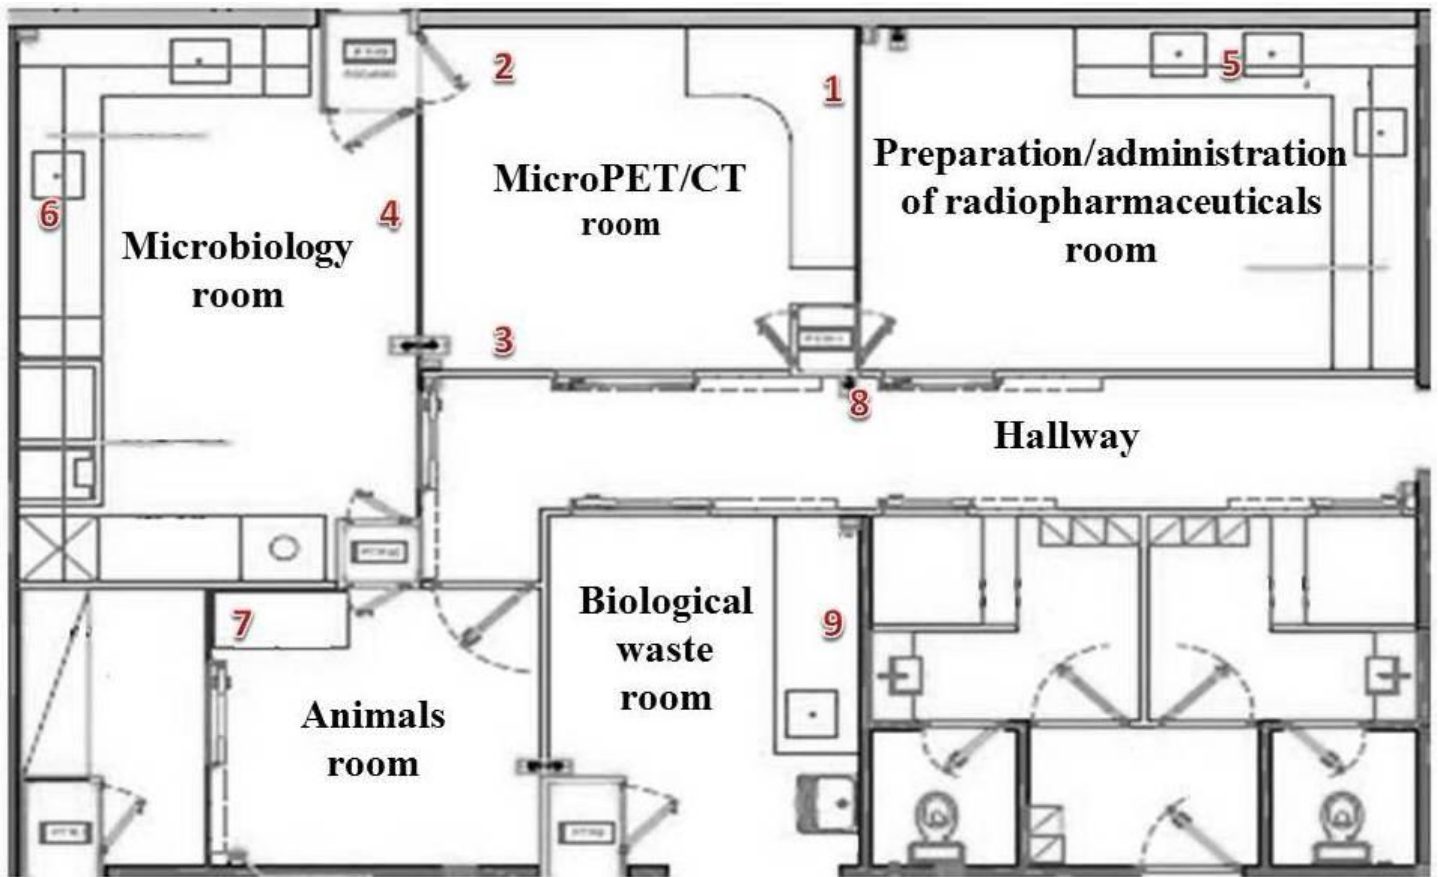 2
1
5
MicroPET/CT
room
Preparation/administration
of radiopharmaceuticals
room
6
4
Microbiology
room
3
8
Hallway
7
Animals
room
Biological
waste
room
9